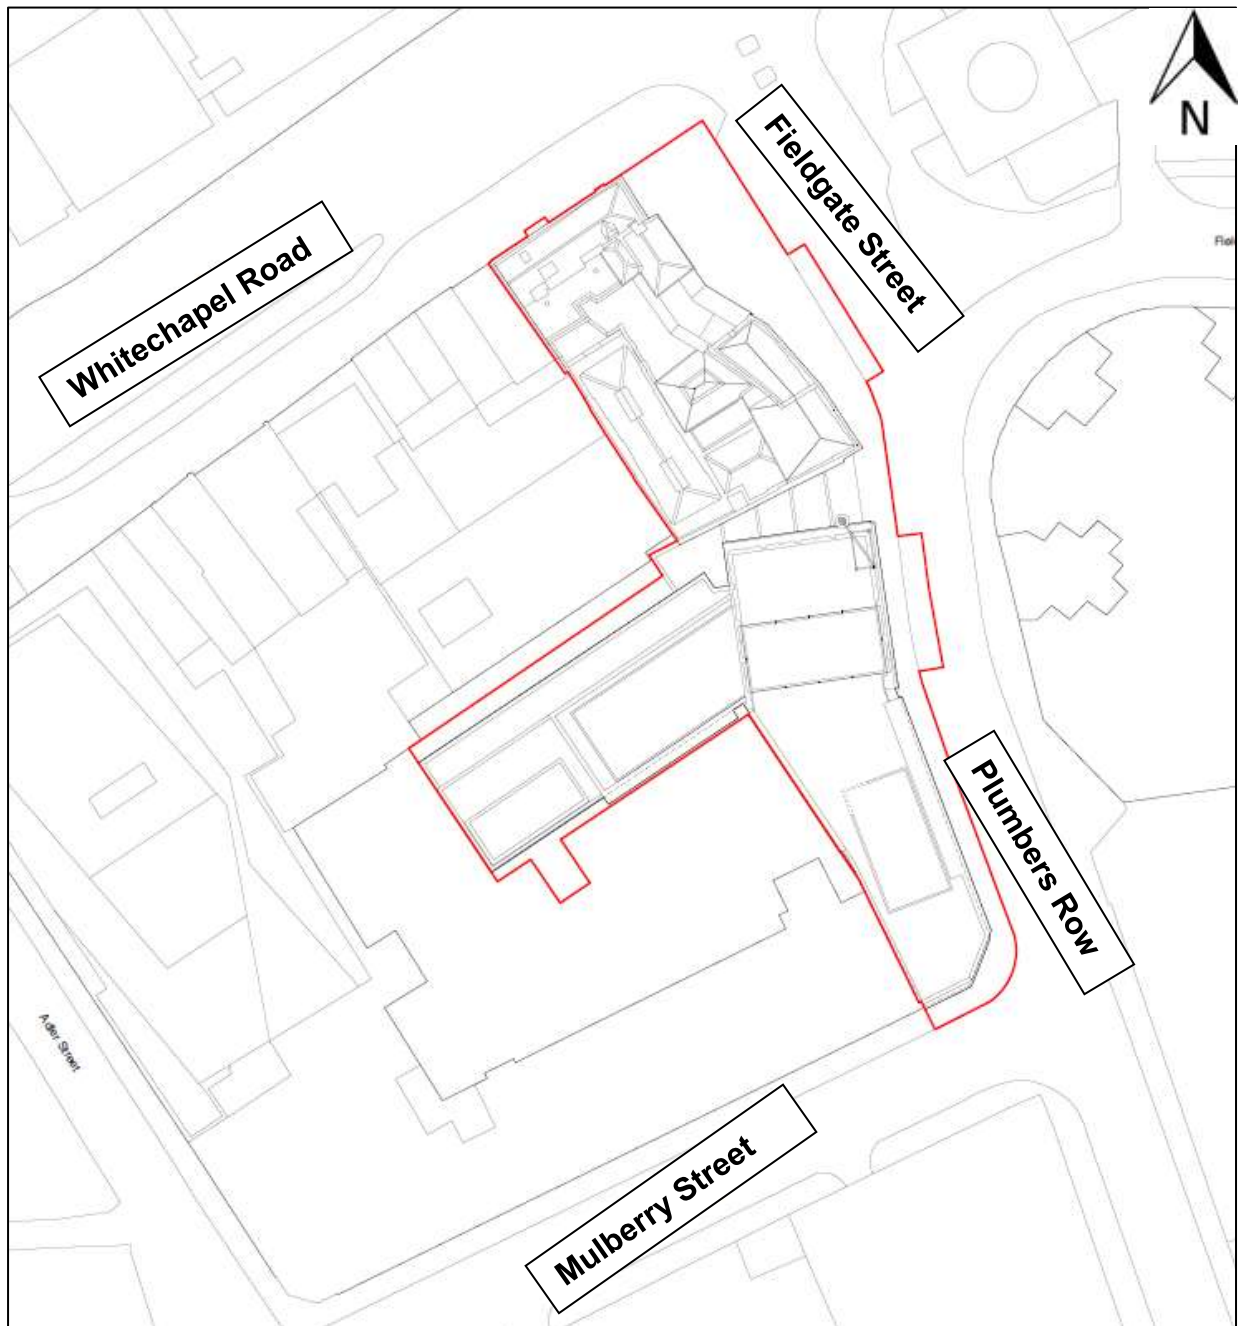 N
Fieldgate Street
Whitechapel Road
Plumbers Row
Adler Street
Mulberry Street